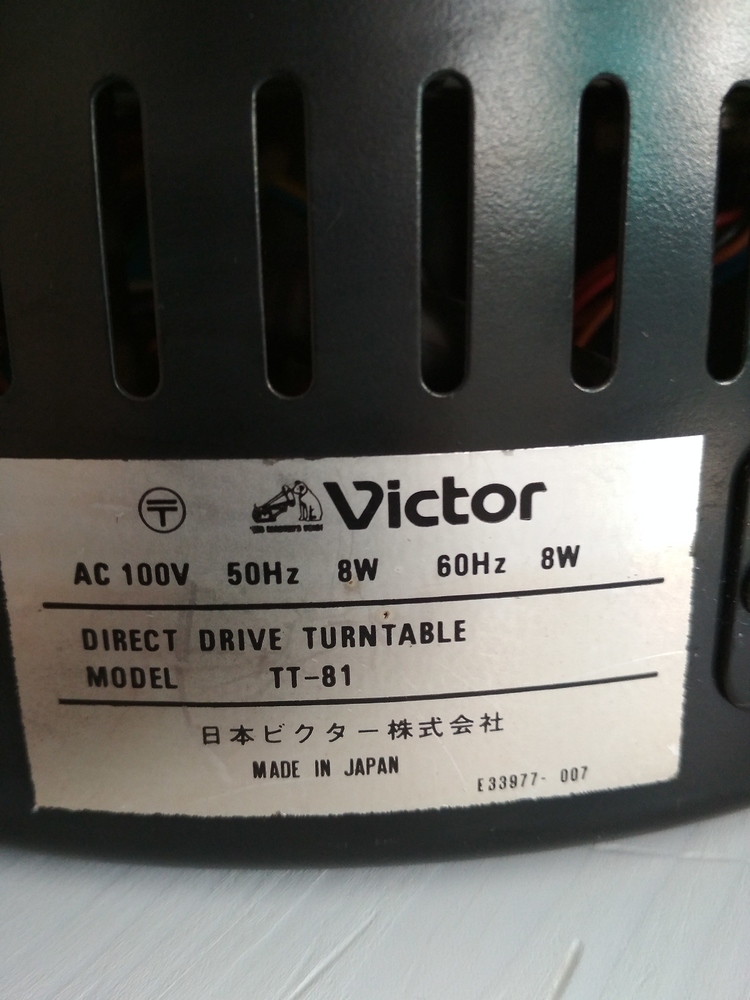 Victor
AC 100V 50Hz 8W 60Hz 8W
DIRECT DRIVE TURNTABLE
MODEL TT-81
日本ビクター株式会社
MADE IN JAPAN
E33977- 007